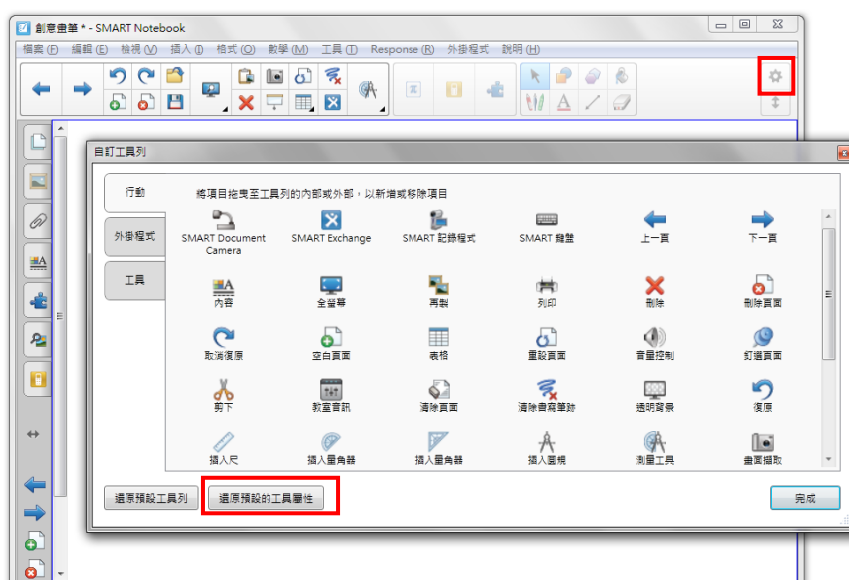 創意畫筆 * - SMART Notebook
檔案(F) 編輯(E) 檢視(V) 插入(I) 格式(O) 數學(M) 工具(T) Response(R) 外掛程式 說明(H)
自訂工具列
行動
外掛程式
工具
將項目拖曳至工具列的內部或外部，以新增或移除項目
SMART Document Camera SMART Exchange SMART 記錄程式 SMART 鍵盤 上一頁 下一頁
內容 全螢幕 再製 列印 刪除 刪除頁面
取消復原 空白頁面 表格 重設頁面 音量控制 釘選頁面
剪下 教室音訊 清除頁面 清除書寫筆跡 透明背景 復原
插入尺 插入量角器 插入量角器 插入圓規 測量工具 畫面擷取
還原預設工具列 還原預設的工具屬性 完成